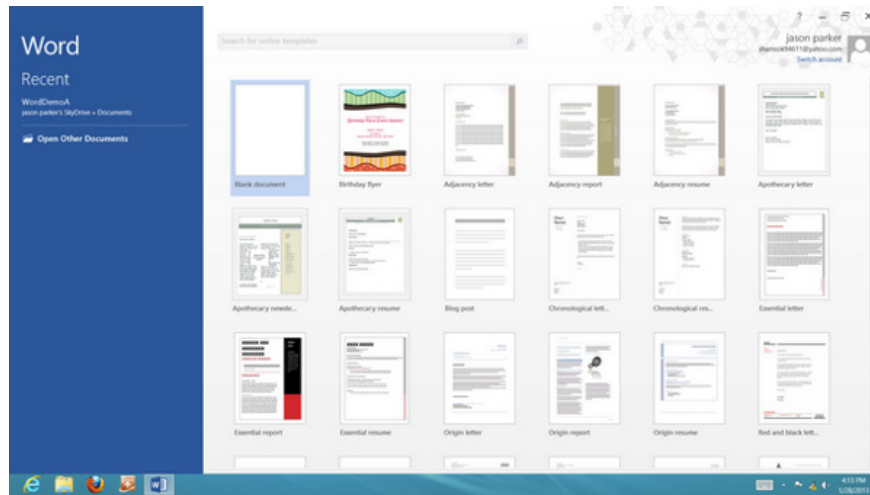 Word
Recent
WordDemoA
jason parker's SkyDrive » Documents
Open Other Documents
Search for online templates
?
jason parker
Switch account
Blank document
Birthday flyer
Adjacency letter
Adjacency report
Adjacency resume
Apothecary letter
Apothecary newsle...
Apothecary resume
Blog post
Chronological lett...
Chronological res...
Essential letter
Essential report
Essential resume
Origin letter
Origin report
Origin resume
Red and black lett...
4:13 PM
1/28/2013